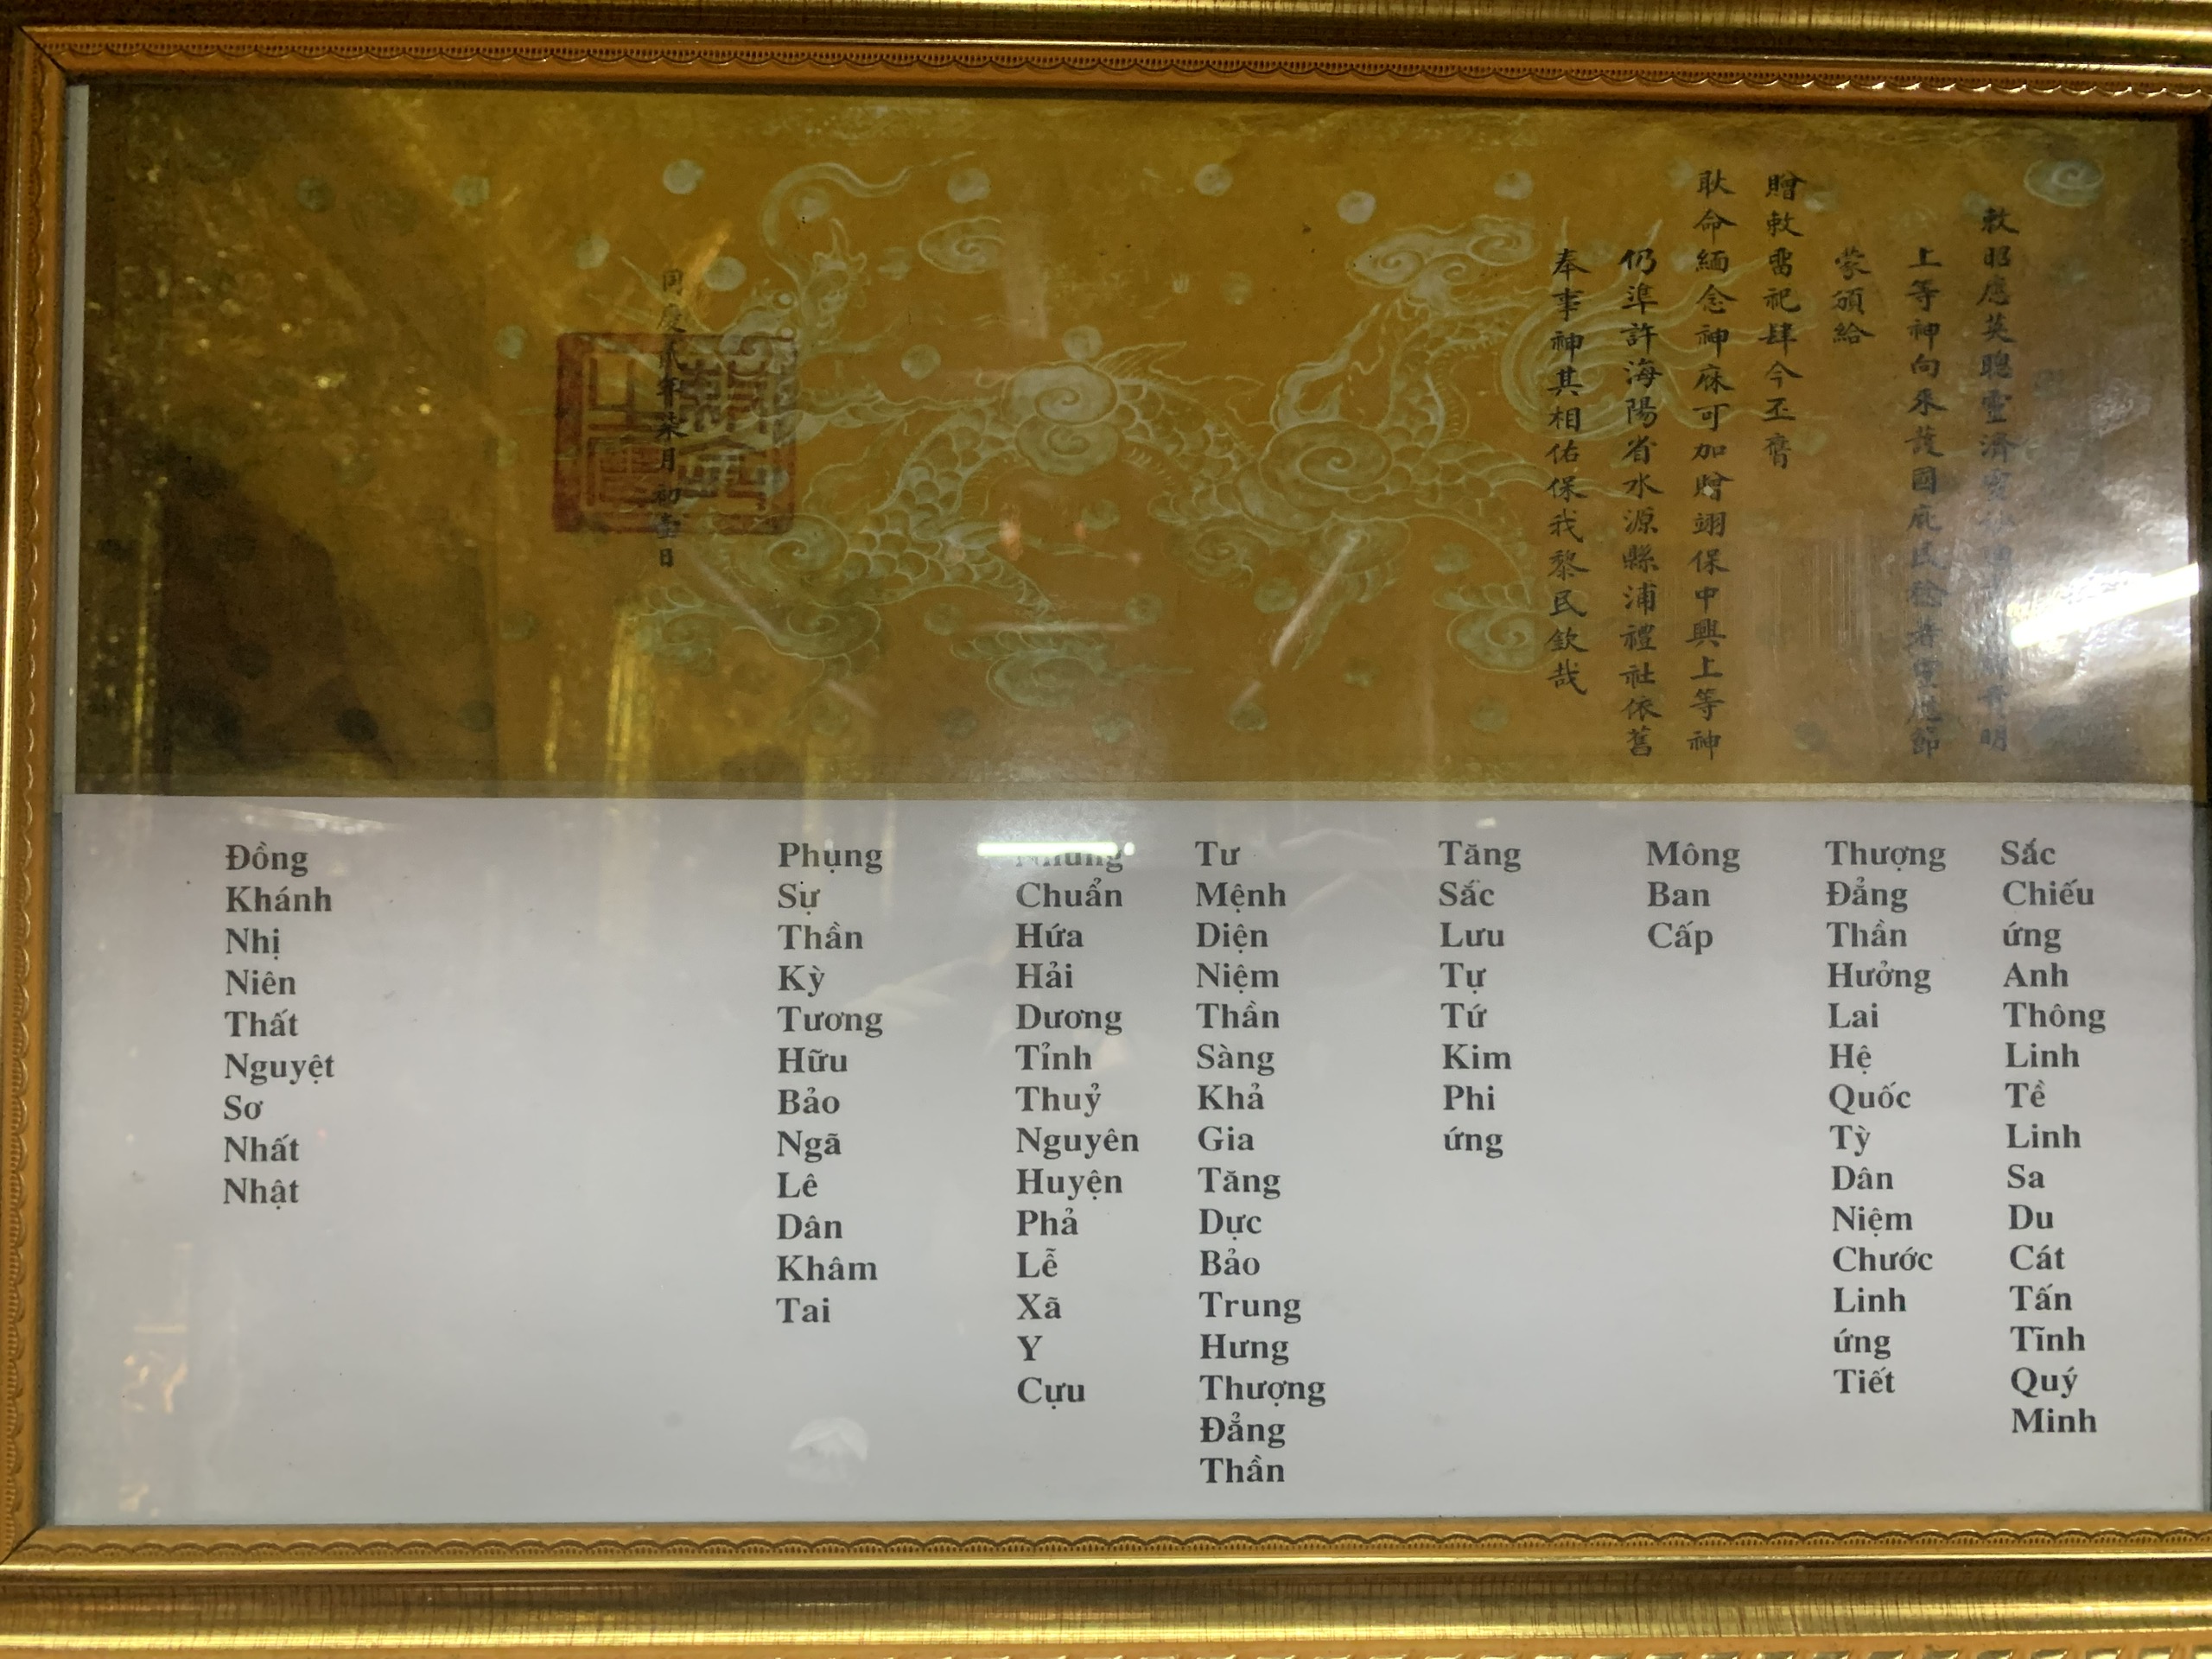 敕昭應英聰靈濟
明
上等神向來護國庇民稔著靈應節
蒙頒給
贈敕畱祀肆今丕膺
耿命緬念神庥可加贈翊保中興上等神
仍準許海陽省水源縣浦禮社依舊
奉事神其相佑保我黎民欽哉
同慶貳年柒月初壹日
Sắc
Chiếu
ứng
Anh
Thông
Linh
Tề
Linh
Sa
Du
Cát
Tấn
Tĩnh
Quý
Minh
Thượng
Đẳng
Thần
Hưởng
Lai
Hệ
Quốc
Tỳ
Dân
Niệm
Chước
Linh
ứng
Tiết
Mông
Ban
Cấp
Tăng
Sắc
Lưu
Tự
Tứ
Kim
Phi
ứng
Tư
Mệnh
Diện
Niệm
Thần
Sàng
Khả
Gia
Tăng
Dực
Bảo
Trung
Hưng
Thượng
Đẳng
Thần
Chuẩn
Hứa
Hải
Dương
Tỉnh
Thuỷ
Nguyên
Huyện
Phả
Lễ
Xã
Y
Cựu
Phụng
Sự
Thần
Kỳ
Tương
Hữu
Bảo
Ngã
Lê
Dân
Khâm
Tai
Đồng
Khánh
Nhị
Niên
Thất
Nguyệt
Sơ
Nhất
Nhật